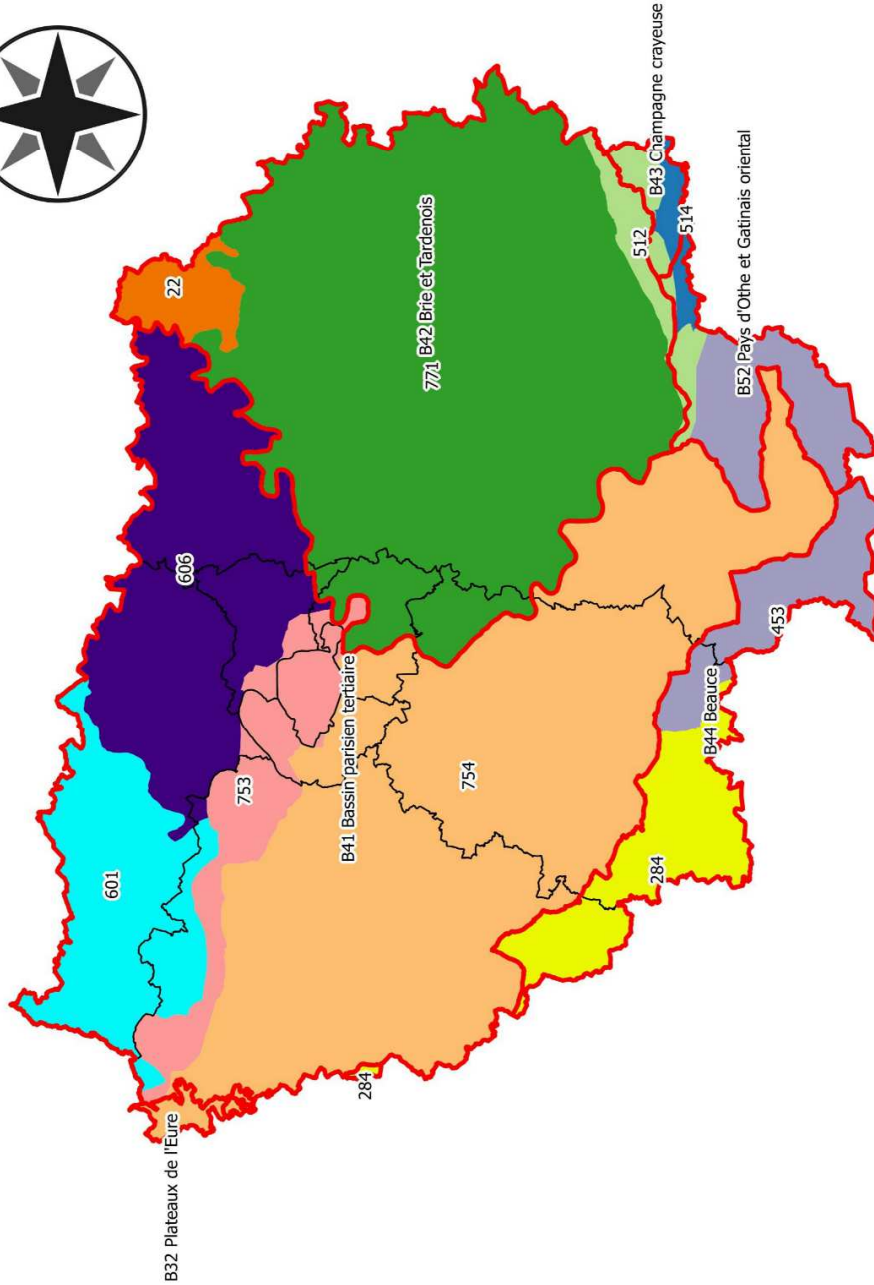 B32 Plateaux de l'Eure
601
606
22
753
B41 Bassin parisien tertiaire
771 B42 Brie et Tardenois
754
284
284
B44 Beauce
453
512
B43 Champagne crayeuse
514
B52 Pays d'Othe et Gatinais oriental